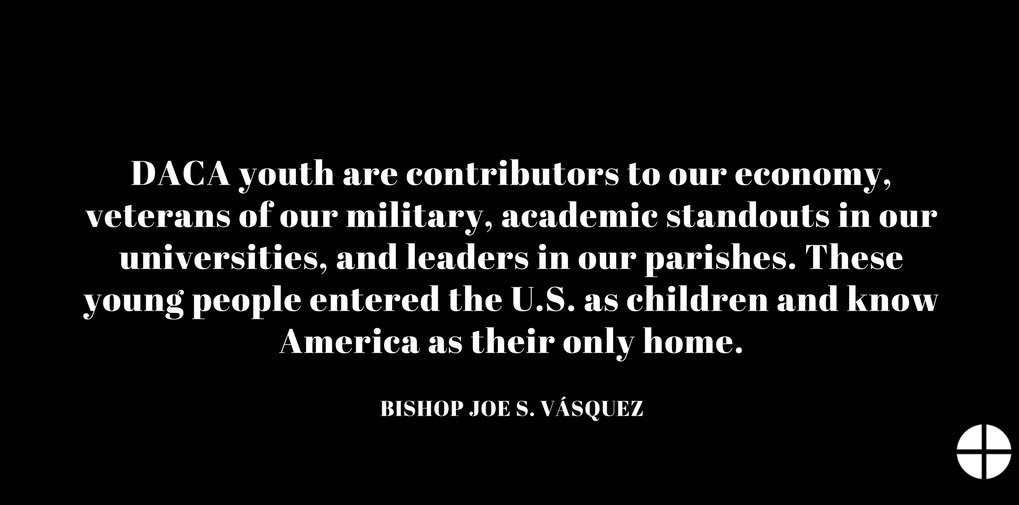 DACA youth are contributors to our economy,
veterans of our military, academic standouts in our
universities, and leaders in our parishes. These
young people entered the U.S. as children and know
America as their only home.
BISHOP JOE S. VÁSQUEZ